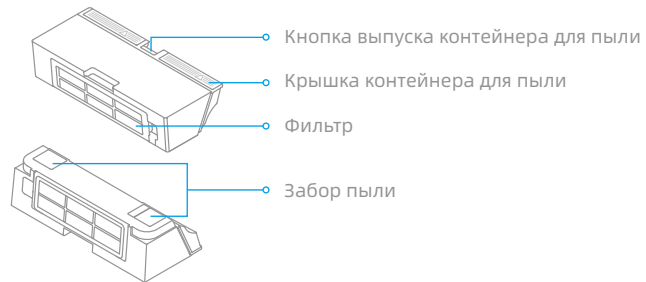 Кнопка выпуска контейнера для пыли
Крышка контейнера для пыли
Фильтр
Забор пыли